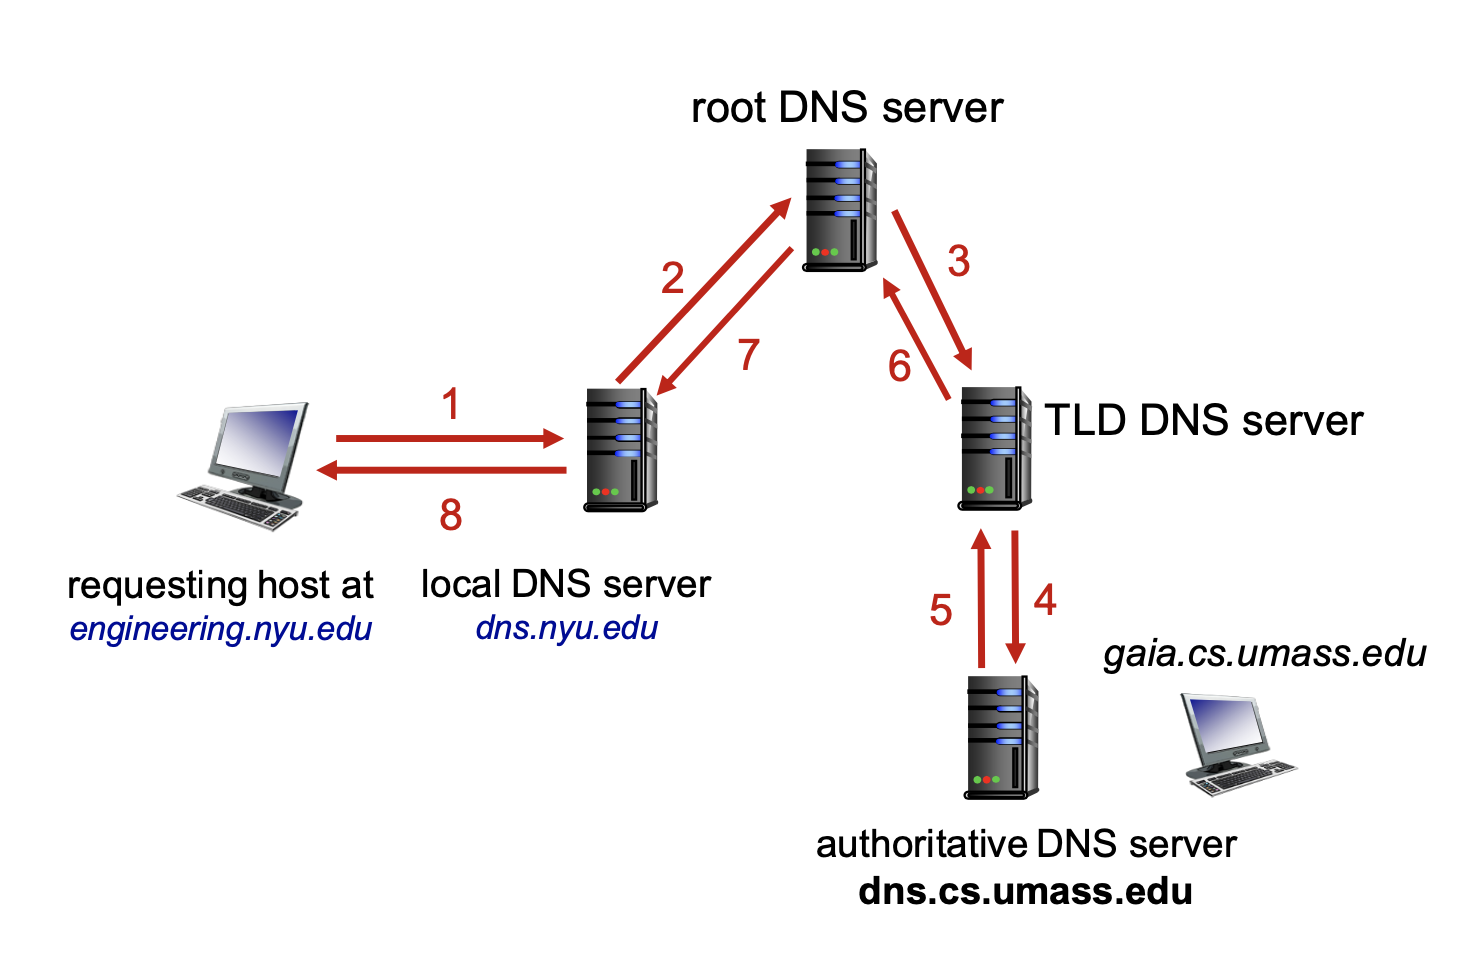 root DNS server
2
3
7
6
1
TLD DNS server
8
requesting host at
engineering.nyu.edu
local DNS server
dns.nyu.edu
5
4
gaia.cs.umass.edu
authoritative DNS server
dns.cs.umass.edu